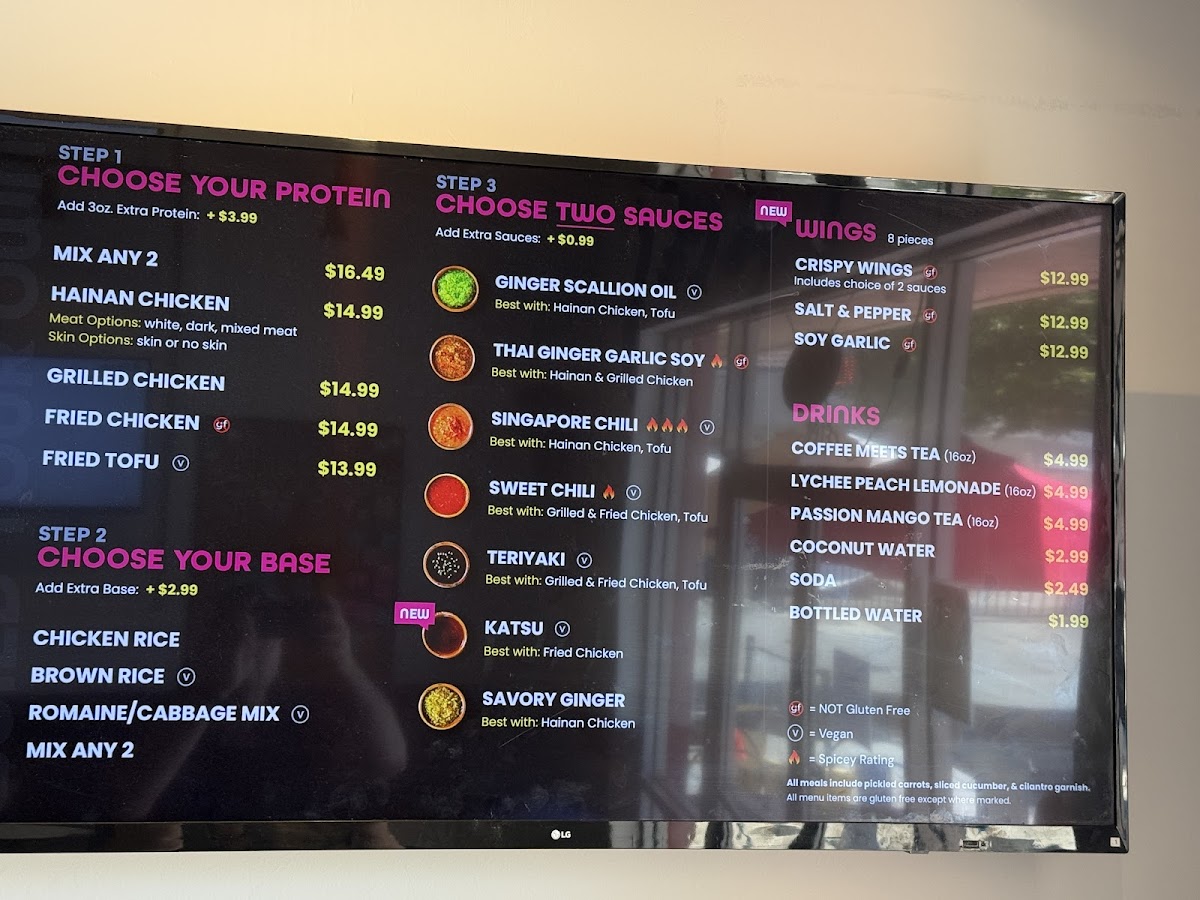 STEP 1
CHOOSE YOUR PROTEIN
Add 3oz. Extra Protein: + $3.99
MIX ANY 2 $16.49
HAINAN CHICKEN $14.99
Meat Options: white, dark, mixed meat
Skin Options: skin or no skin
GRILLED CHICKEN $14.99
FRIED CHICKEN gf $14.99
FRIED TOFU V $13.99
STEP 2
CHOOSE YOUR BASE
Add Extra Base: + $2.99
CHICKEN RICE
BROWN RICE V
ROMAINE/CABBAGE MIX V
MIX ANY 2
STEP 3
CHOOSE TWO SAUCES
Add Extra Sauces: + $0.99
GINGER SCALLION OIL V
Best with: Hainan Chicken, Tofu
THAI GINGER GARLIC SOY gf
Best with: Hainan & Grilled Chicken
SINGAPORE CHILI V
Best with: Hainan Chicken, Tofu
SWEET CHILI V
Best with: Grilled & Fried Chicken, Tofu
TERIYAKI V
Best with: Grilled & Fried Chicken, Tofu
NEW
KATSU V
Best with: Fried Chicken
SAVORY GINGER
Best with: Hainan Chicken
NEW
WINGS 8 pieces
CRISPY WINGS gf $12.99
Includes choice of 2 sauces
SALT & PEPPER gf $12.99
SOY GARLIC gf $12.99
DRINKS
COFFEE MEETS TEA (16oz) $4.99
LYCHEE PEACH LEMONADE (16oz) $4.99
PASSION MANGO TEA (16oz) $4.99
COCONUT WATER $2.99
SODA $2.49
BOTTLED WATER $1.99
gf = NOT Gluten Free
V = Vegan
= Spicey Rating
All meals include pickled carrots, sliced cucumber, & cilantro garnish.
All menu items are gluten free except where marked.
LG